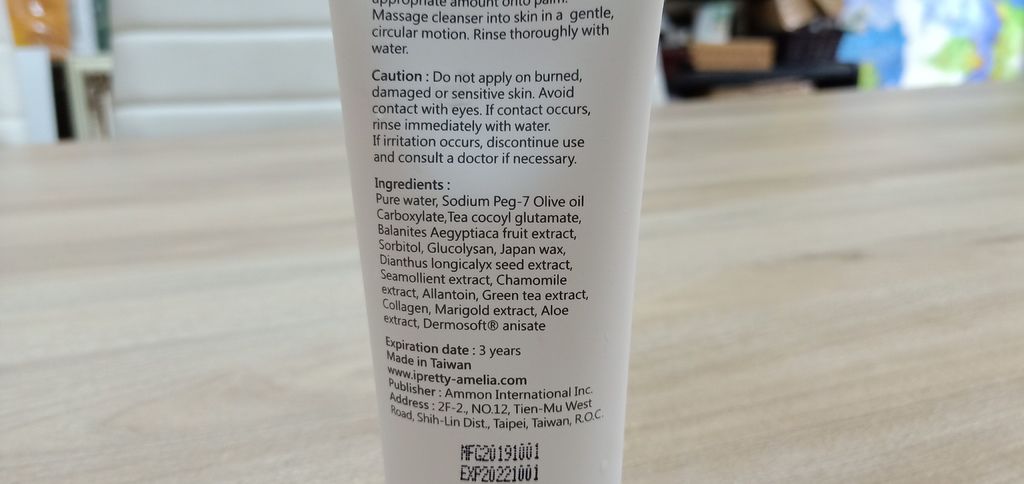 appropriate amount onto palm.
Massage cleanser into skin in a gentle,
circular motion. Rinse thoroughly with
water.
Caution : Do not apply on burned,
damaged or sensitive skin. Avoid
contact with eyes. If contact occurs,
rinse immediately with water.
If irritation occurs, discontinue use
and consult a doctor if necessary.
Ingredients :
Pure water, Sodium Peg-7 Olive oil
Carboxylate,Tea cocoyl glutamate,
Balanites Aegyptiaca fruit extract,
Sorbitol, Glucolysan, Japan wax,
Dianthus longicalyx seed extract,
Seamollient extract, Chamomile
extract, Allantoin, Green tea extract,
Collagen, Marigold extract, Aloe
extract, Dermosoft® anisate
Expiration date : 3 years
Made in Taiwan
www.ipretty-amelia.com
Publisher : Ammon International Inc.
Address : 2F-2., NO.12, Tien-Mu West
Road, Shih-Lin Dist., Taipei, Taiwan, R.O.C.
MFG20191001
EXP20221001